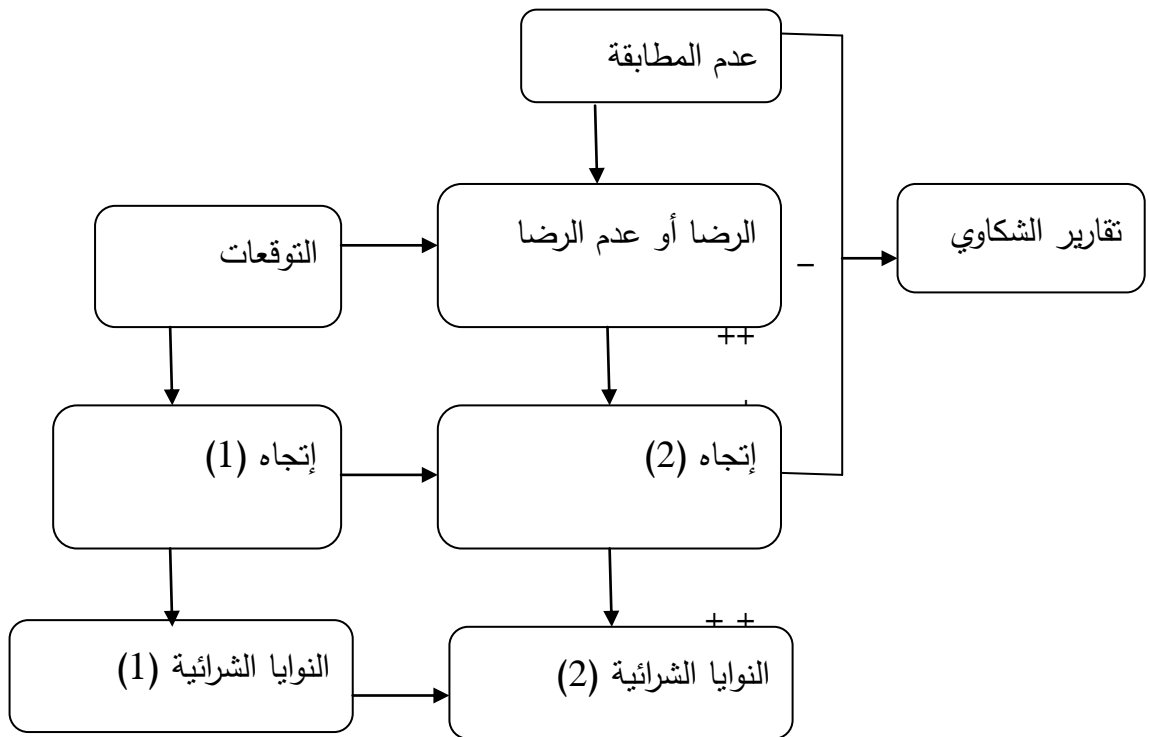 عدم المطابقة
تقارير الشكاوي
الرضا أو عدم الرضا
التوقعات
–
++
إتجاه (2)
إتجاه (1)
+ +
النوايا الشرائية (2)
النوايا الشرائية (1)